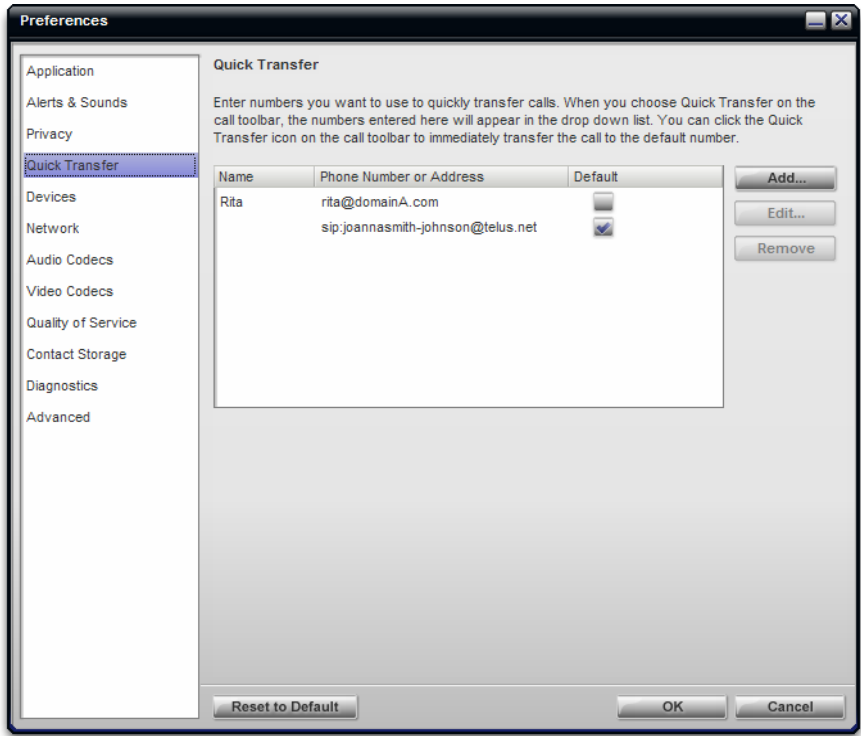 Preferences
Application
Alerts & Sounds
Privacy
Quick Transfer
Devices
Network
Audio Codecs
Video Codecs
Quality of Service
Contact Storage
Diagnostics
Advanced
Quick Transfer
Enter numbers you want to use to quickly transfer calls. When you choose Quick Transfer on the
call toolbar, the numbers entered here will appear in the drop down list. You can click the Quick
Transfer icon on the call toolbar to immediately transfer the call to the default number.
Name Phone Number or Address Default
Rita rita@domainA.com
sip:joannasmith-johnson@telus.net
Add...
Edit...
Remove
Reset to Default OK Cancel